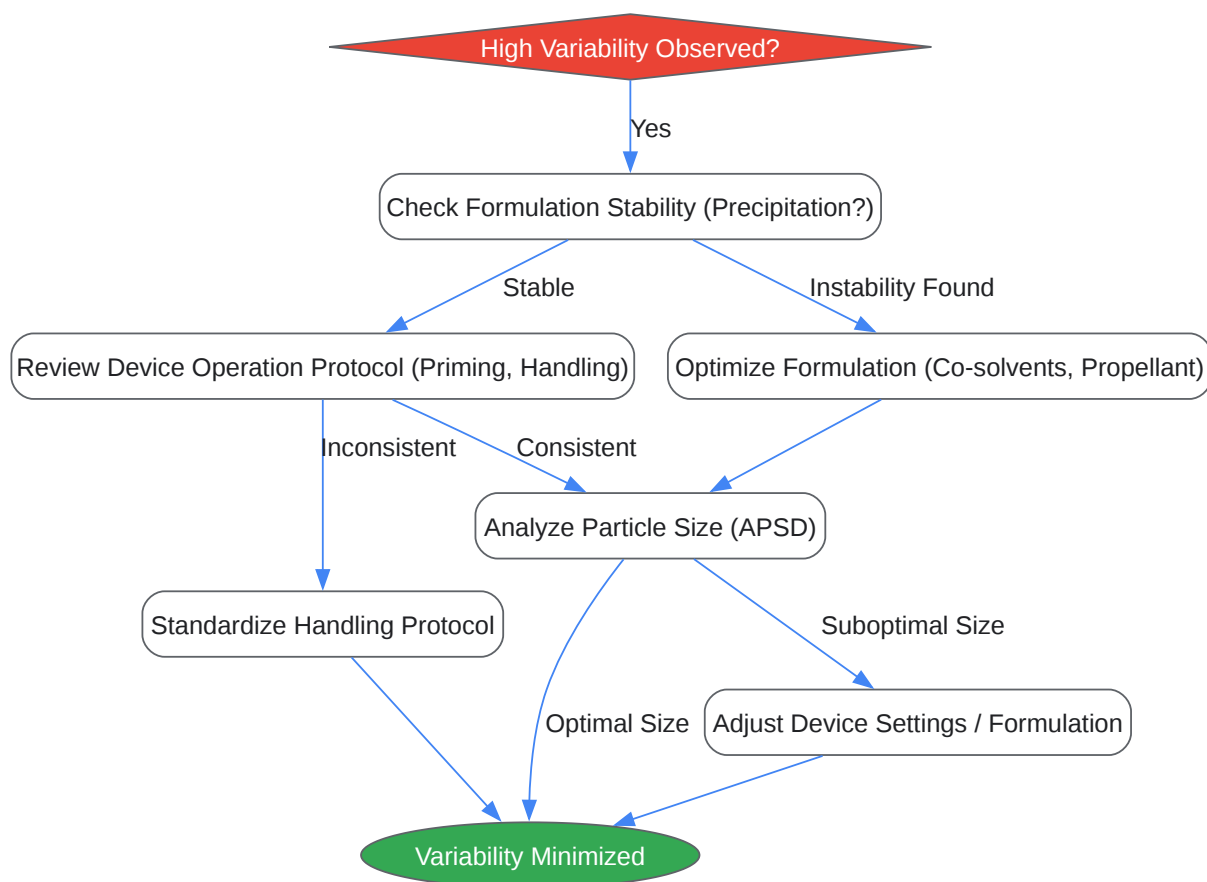 High Variability Observed?
Yes
Check Formulation Stability (Precipitation?)
Stable
Instability Found
Review Device Operation Protocol (Priming, Handling)
Optimize Formulation (Co-solvents, Propellant)
Inconsistent
Consistent
Analyze Particle Size (APSD)
Standardize Handling Protocol
Suboptimal Size
Optimal Size
Adjust Device Settings / Formulation
Variability Minimized